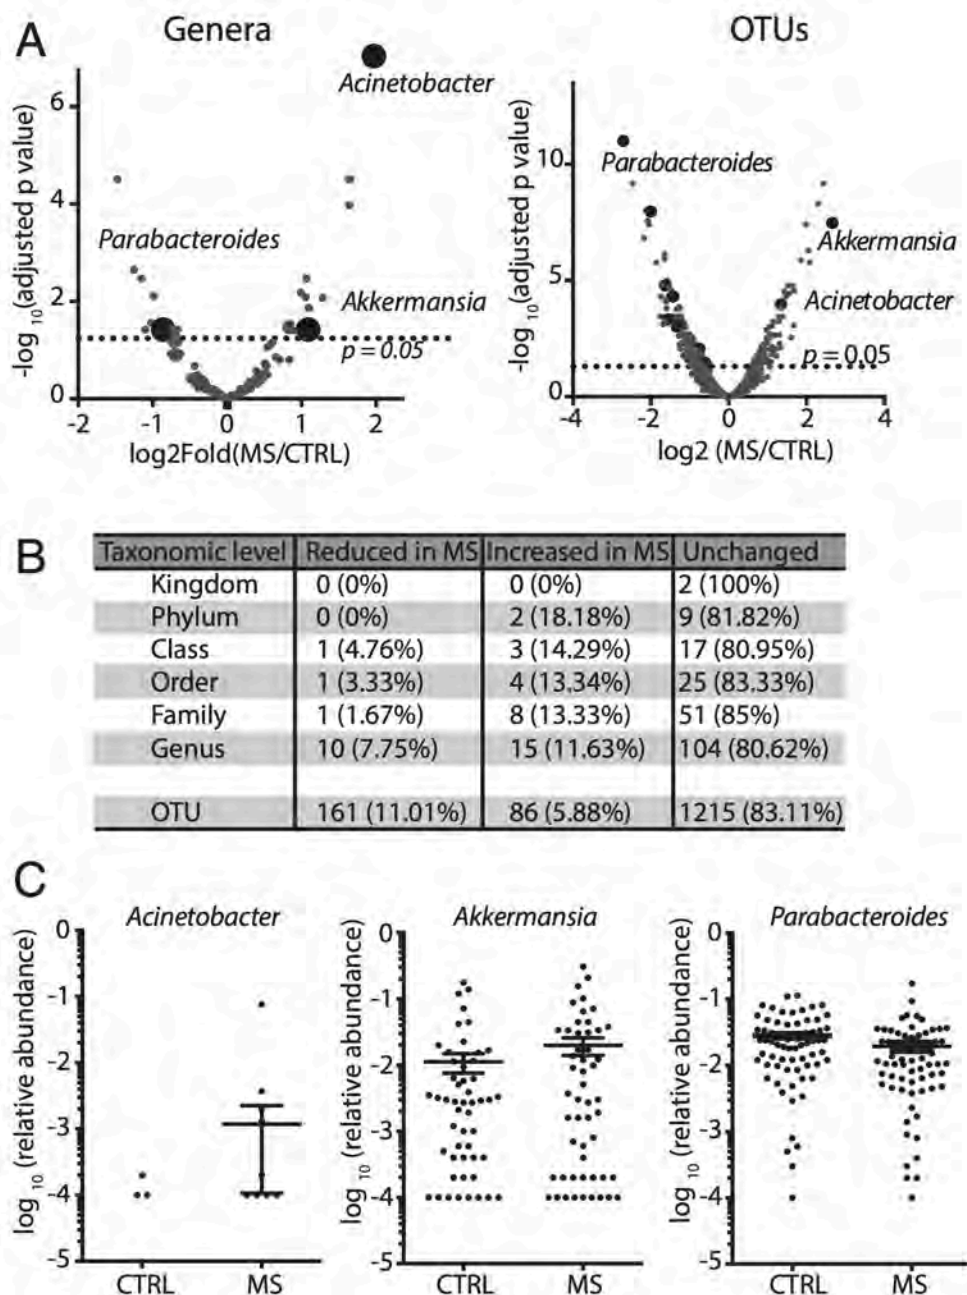 A
Genera
OTUs
Acinetobacter
Parabacteroides
Akkermansia
p = 0.05
-log 10 (adjusted p value)
6
4
2
0
-2
-1
0
1
2
log2Fold(MS/CTRL)
Parabacteroides
Akkermansia
Acinetobacter
p = 0.05
-log 10 (adjusted p value)
10
5
0
-4
-2
0
2
4
log2 (MS/CTRL)
B
Taxonomic level Reduced in MS Increased in MS Unchanged
Kingdom 0 (0%) 0 (0%) 2 (100%)
Phylum 0 (0%) 2 (18.18%) 9 (81.82%)
Class 1 (4.76%) 3 (14.29%) 17 (80.95%)
Order 1 (3.33%) 4 (13,34%) 25 (83.33%)
Family 1 (1.67%) 8 (13.33%) 51 (85%)
Genus 10 (7.75%) 15 (11.63%) 104 (80.62%)
OTU 161 (11.01%) 86 (5.88%) 1215 (83.11%)
C
Acinetobacter
log 10 (relative abundance)
0
-1
-2
-3
-4
-5
CTRL MS
Akkermansia
log 10 (relative abundance)
0
-1
-2
-3
-4
-5
CTRL MS
Parabacteroides
log 10 (relative abundance)
0
-1
-2
-3
-4
-5
CTRL MS